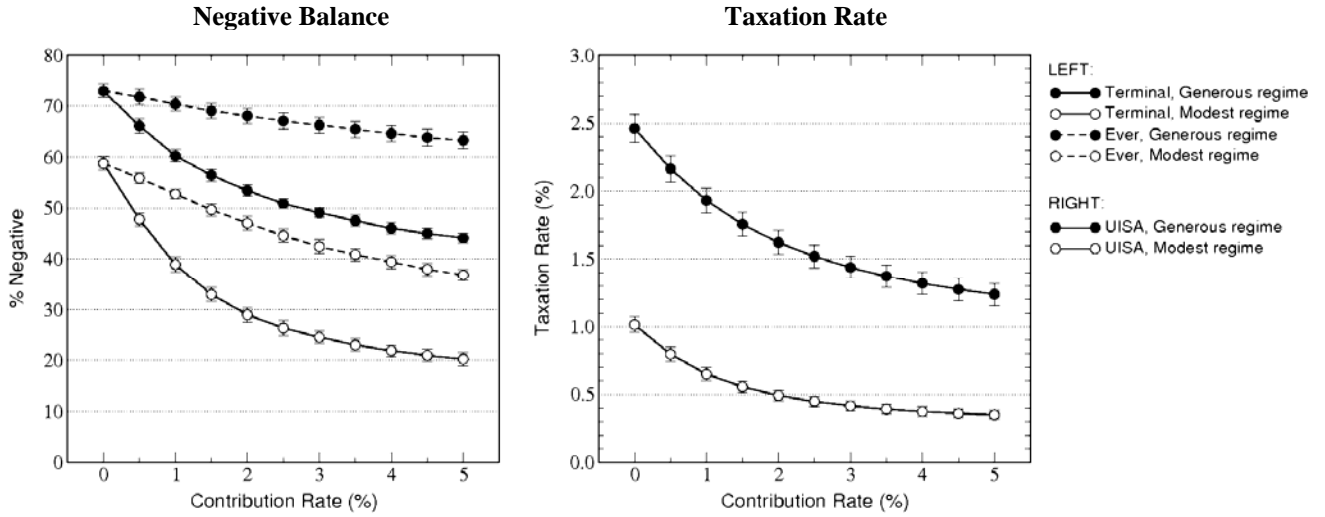 Negative Balance
Taxation Rate
% Negative
80
70
60
50
40
30
20
10
0
0 1 2 3 4 5
Contribution Rate (%)
Taxation Rate (%)
3.0
2.5
2.0
1.5
1.0
0.5
0.0
0 1 2 3 4 5
Contribution Rate (%)
LEFT:
Terminal, Generous regime
Terminal, Modest regime
Ever, Generous regime
Ever, Modest regime
RIGHT:
UISA, Generous regime
UISA, Modest regime